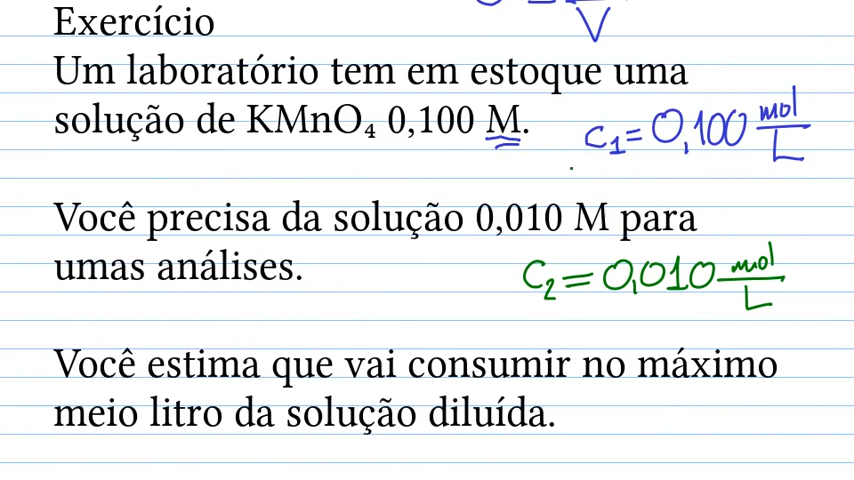 Exercício
V
Um laboratório tem em estoque uma
solução de KMnO₄ 0,100 M.
C₁ = 0,100 mol/L
Você precisa da solução 0,010 M para
umas análises.
C₂ = 0,010 mol/L
Você estima que vai consumir no máximo
meio litro da solução diluída.